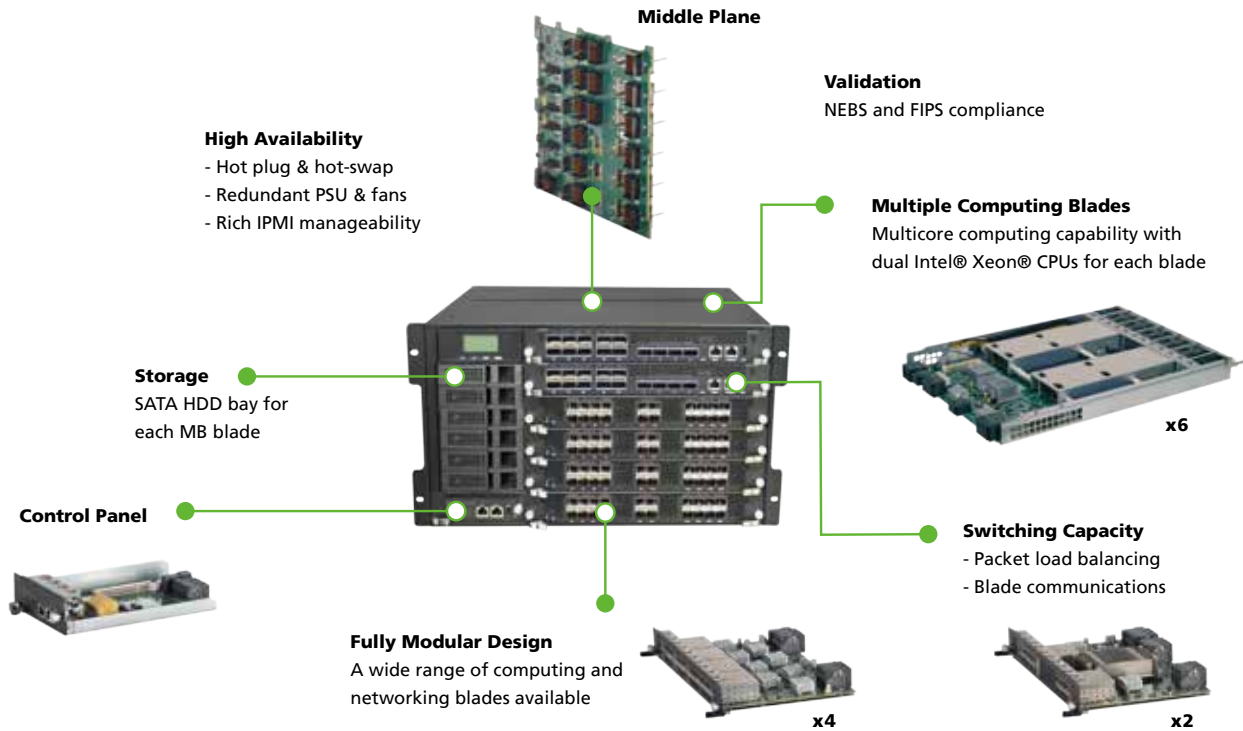 Middle Plane
Validation
NEBS and FIPS compliance
High Availability
- Hot plug & hot-swap
- Redundant PSU & fans
- Rich IPMI manageability
Multiple Computing Blades
Multicore computing capability with
dual Intel® Xeon® CPUs for each blade
x6
Storage
SATA HDD bay for
each MB blade
Control Panel
Switching Capacity
- Packet load balancing
- Blade communications
Fully Modular Design
A wide range of computing and
networking blades available
x4
x2